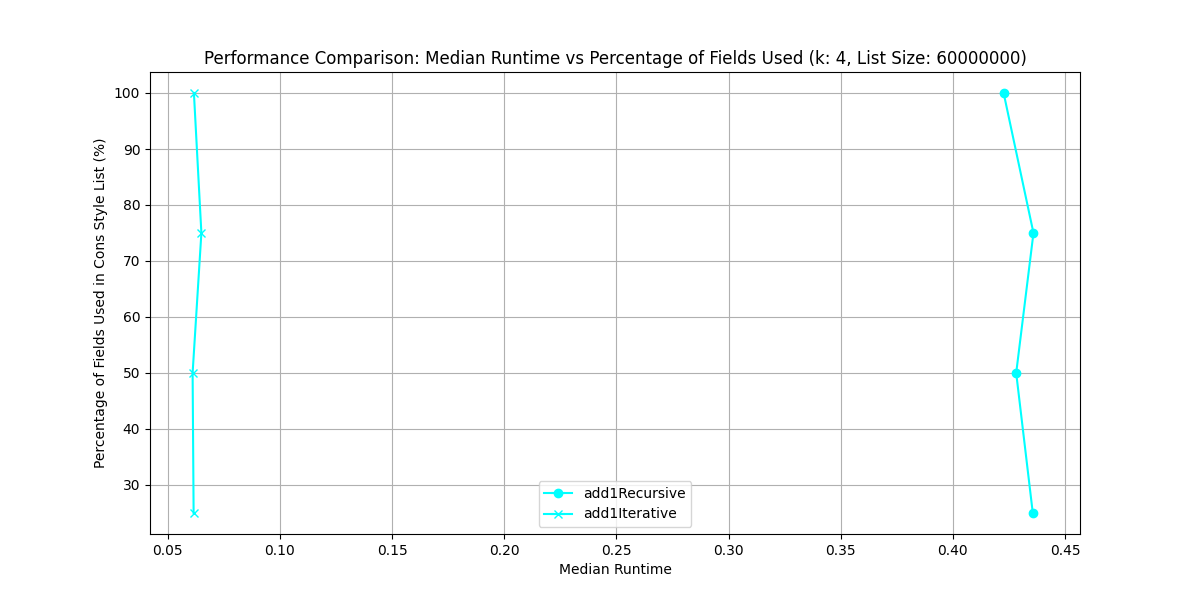 Performance Comparison: Median Runtime vs Percentage of Fields Used (k: 4, List Size: 60000000)
Percentage of Fields Used in Cons Style List (%)
100
90
80
70
60
50
40
30
add1Recursive
add1Iterative
0.05 0.10 0.15 0.20 0.25 0.30 0.35 0.40 0.45
Median Runtime